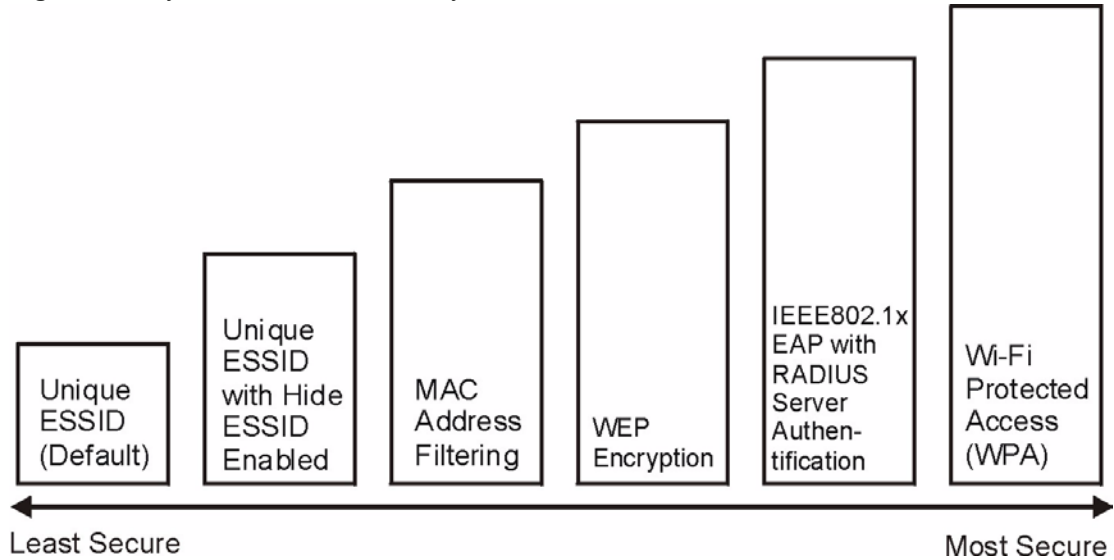 Unique
ESSID
(Default)
Unique
ESSID
with Hide
ESSID
Enabled
MAC
Address
Filtering
WEP
Encryption
IEEE802.1x
EAP with
RADIUS
Server
Authen-
tification
Wi-Fi
Protected
Access
(WPA)
Least Secure
Most Secure